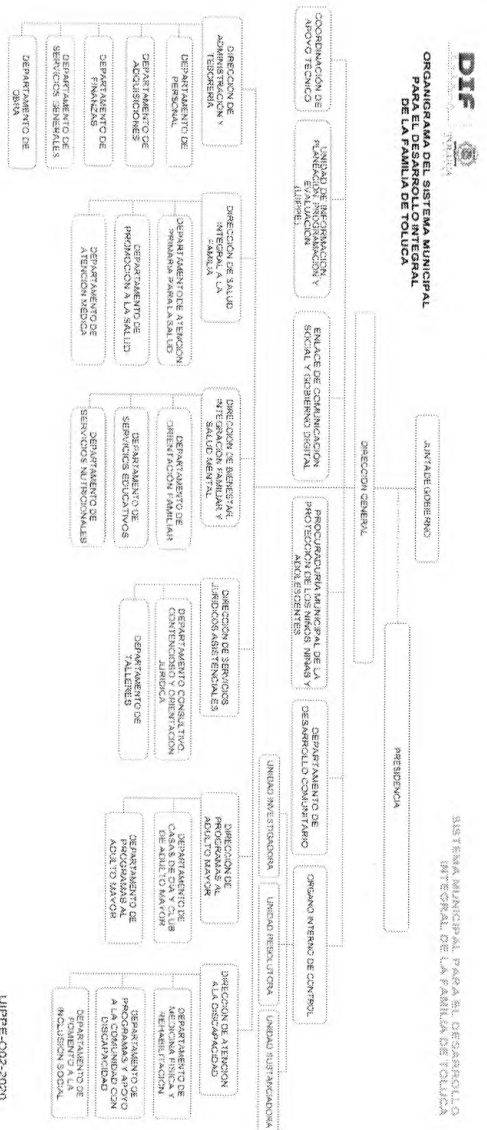 DIF
TOLUCA
SISTEMA MUNICIPAL PARA EL DESARROLLO
INTEGRAL DE LA FAMILIA DE TOLUCA
ORGANIGRAMA DEL SISTEMA MUNICIPAL
PARA EL DESARROLLO INTEGRAL
DE LA FAMILIA DE TOLUCA
JUNTA DE GOBIERNO
PRESIDENCIA
DIRECCIÓN GENERAL
COORDINACIÓN DE
APOYO TÉCNICO
UNIDAD DE INFORMACIÓN,
PLANEACIÓN, PROGRAMACIÓN Y
EVALUACIÓN
(UIPPE)
ENLACE DE COMUNICACIÓN
SOCIAL Y GOBIERNO DIGITAL
PROCURADURÍA MUNICIPAL DE LA
PROTECCIÓN DE LOS NIÑOS, NIÑAS Y
ADOLESCENTES
DEPARTAMENTO DE
DESARROLLO COMUNITARIO
ORGANO INTERNO DE CONTROL
UNIDAD INVESTIGADORA
UNIDAD RESOLUTORA
UNIDAD SUSTANCIADORA
DIRECCIÓN DE
ADMINISTRACIÓN Y
TESORERÍA
DEPARTAMENTO DE
PERSONAL
DEPARTAMENTO DE
ADQUISICIONES
DEPARTAMENTO DE
FINANZAS
DEPARTAMENTO DE
SERVICIOS GENERALES
DEPARTAMENTO DE
OBRA
DIRECCIÓN DE SALUD
INTEGRAL A LA
FAMILIA
DEPARTAMENTO DE ATENCIÓN
PRIMARIA PARA LA SALUD
DEPARTAMENTO DE
PROMOCIÓN A LA SALUD
DEPARTAMENTO DE
ATENCIÓN MÉDICA
DIRECCIÓN DE BIENESTAR,
INTEGRACIÓN FAMILIAR Y
SALUD MENTAL
DEPARTAMENTO DE
ORIENTACIÓN FAMILIAR
DEPARTAMENTO DE
SERVICIOS EDUCATIVOS
DEPARTAMENTO DE
SERVICIOS NUTRICIONALES
DIRECCIÓN DE SERVICIOS
JURÍDICOS ASISTENCIALES
DEPARTAMENTO CONSULTIVO,
CONTENCIOSO Y ORIENTACIÓN
JURÍDICA
DEPARTAMENTO DE
TALLERES
DIRECCIÓN DE
PROGRAMAS AL
ADULTO MAYOR
DEPARTAMENTO DE
CASAS DE DÍA Y CLUB
DE ADULTO MAYOR
DEPARTAMENTO DE
PROGRAMAS AL
ADULTO MAYOR
DIRECCIÓN DE ATENCIÓN
A LA DISCAPACIDAD
DEPARTAMENTO DE
MEDICINA FÍSICA Y
REHABILITACIÓN
DEPARTAMENTO DE
PROGRAMAS Y APOYO
A LA COMUNIDAD CON
DISCAPACIDAD
DEPARTAMENTO DE
FOMENTO A LA
INCLUSIÓN SOCIAL
UIPPE-O02-2020